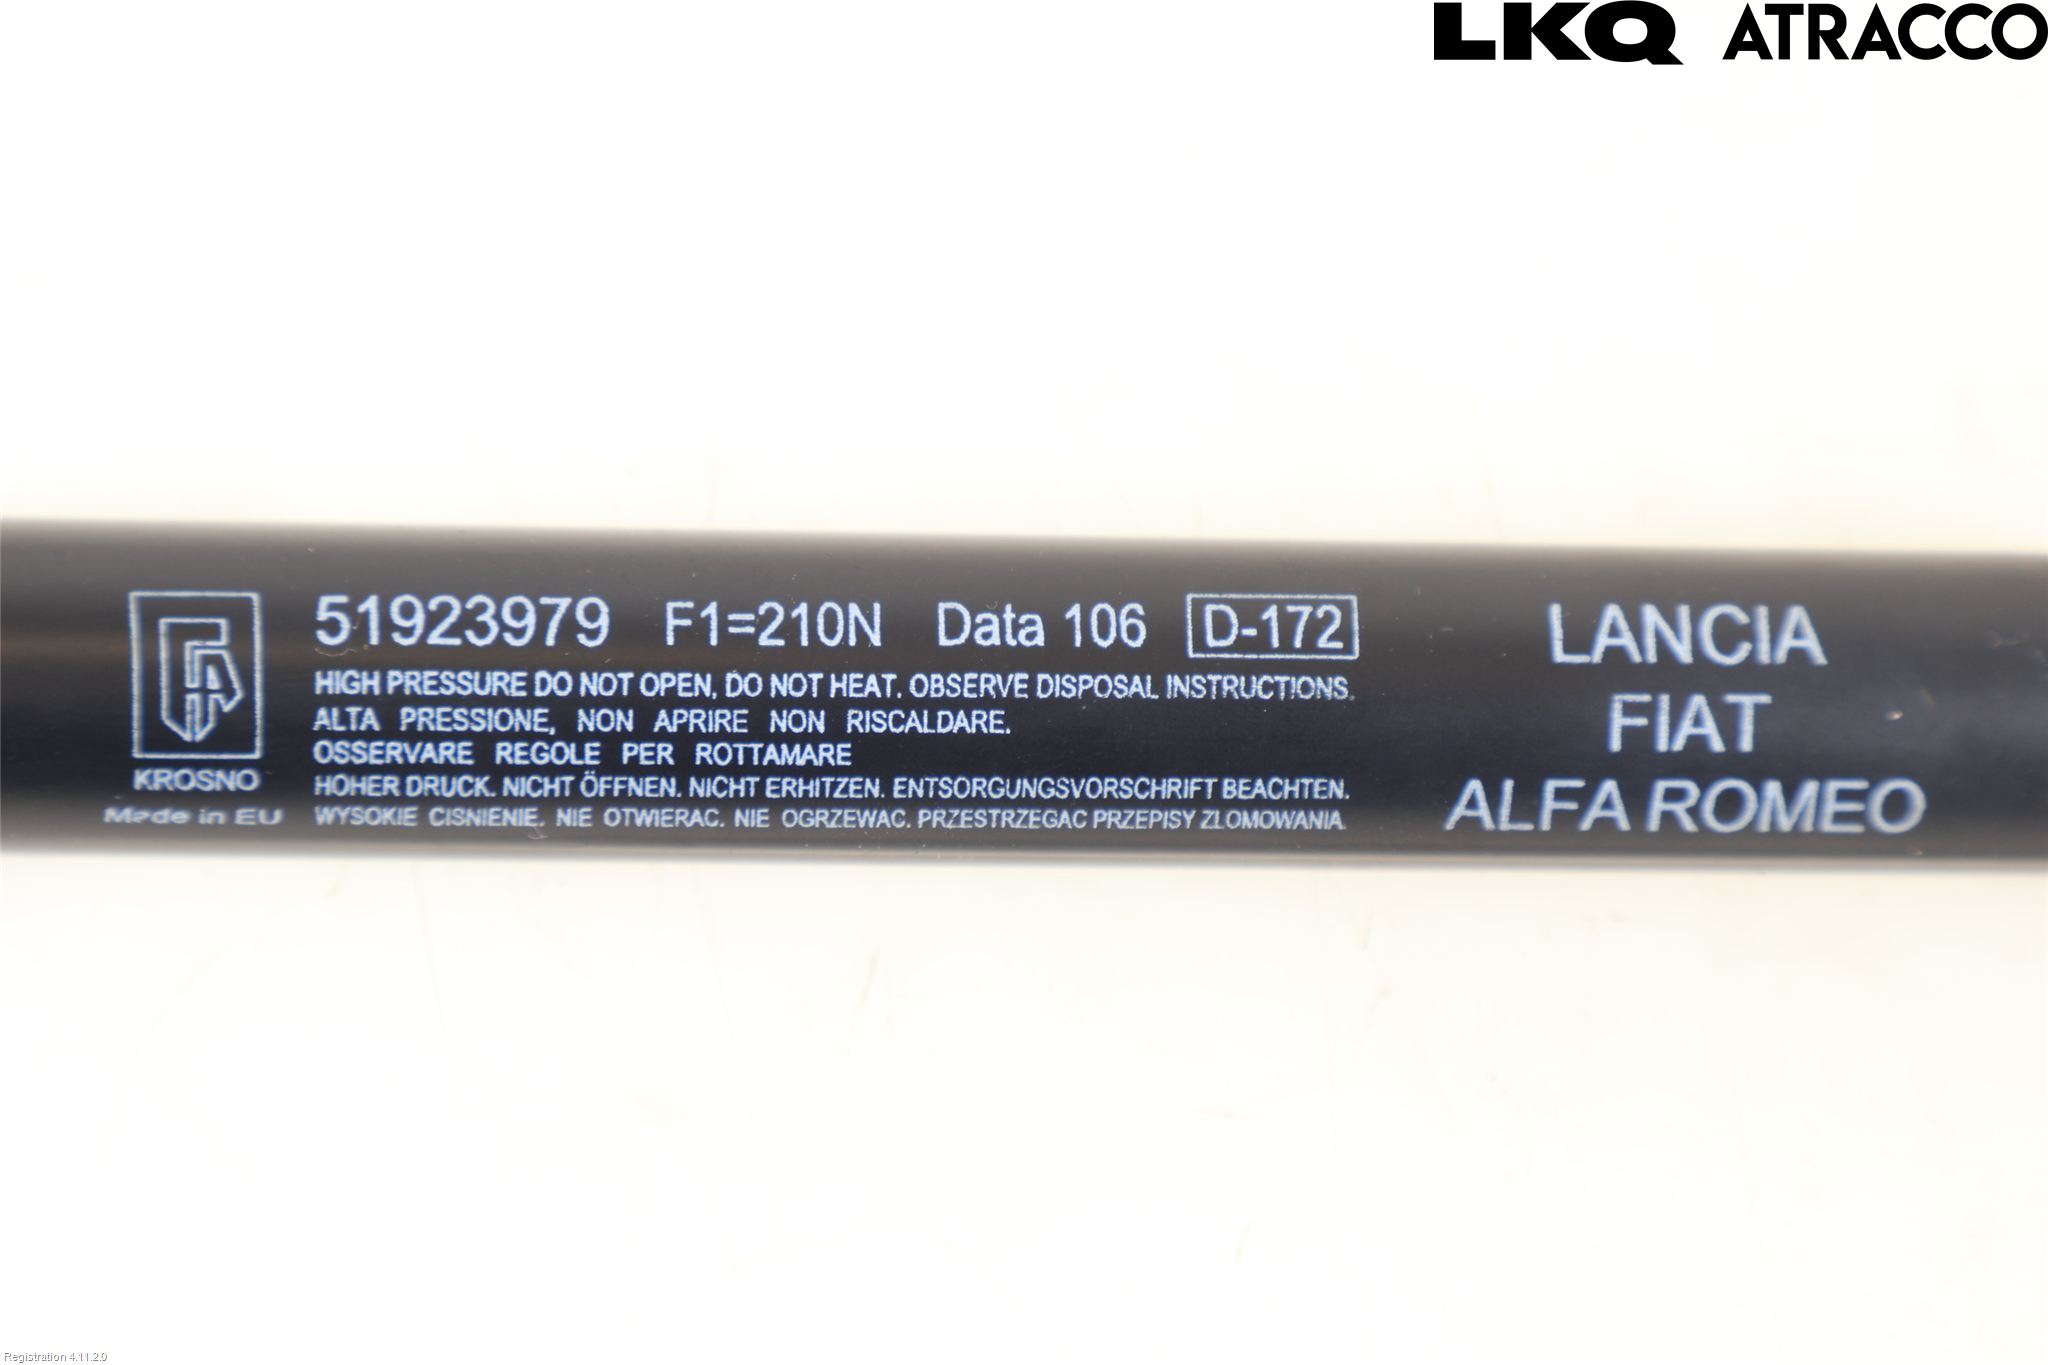 LKQ ATRACCO
51923979 F1=210N Data 106 D-172
HIGH PRESSURE DO NOT OPEN, DO NOT HEAT. OBSERVE DISPOSAL INSTRUCTIONS.
ALTA PRESSIONE, NON APRIRE NON RISCALDARE.
OSSERVARE REGOLE PER ROTTAMARE
HOHER DRUCK. NICHT ÖFFNEN. NICHT ERHITZEN. ENTSORGUNGSVORSCHRIFT BEACHTEN.
WYSOKIE CISNIENIE. NIE OTWIERAC. NIE OGRZEWAC. PRZESTRZEGAC PRZEPISY ZLOMOWANIA.
KROSNO
Made in EU
LANCIA
FIAT
ALFA ROMEO
Registration 4.11.2.0